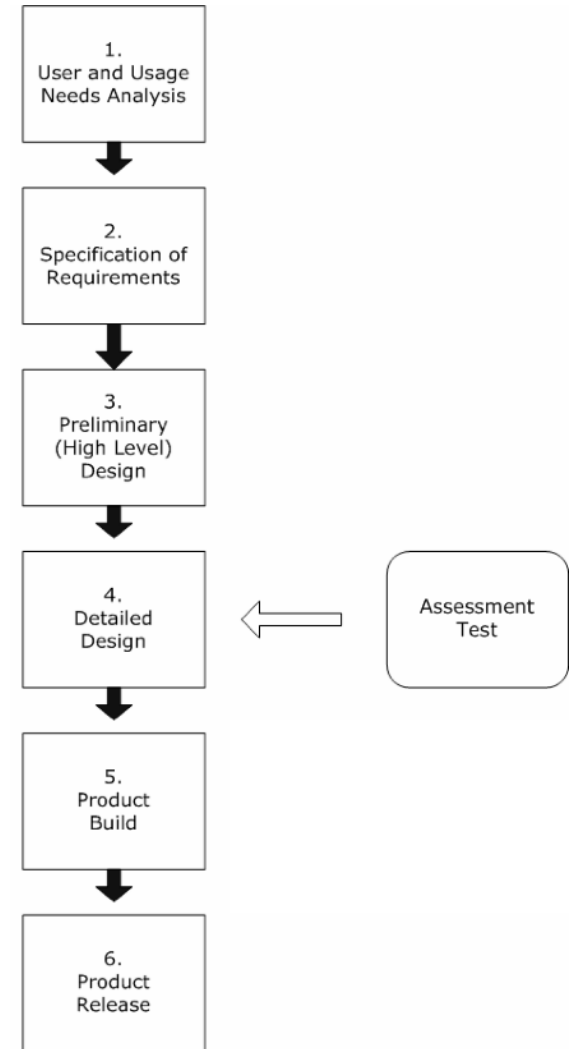 1.
User and Usage
Needs Analysis
2.
Specification of
Requirements
3.
Preliminary
(High Level)
Design
4.
Detailed
Design
Assessment
Test
5.
Product
Build
6.
Product
Release